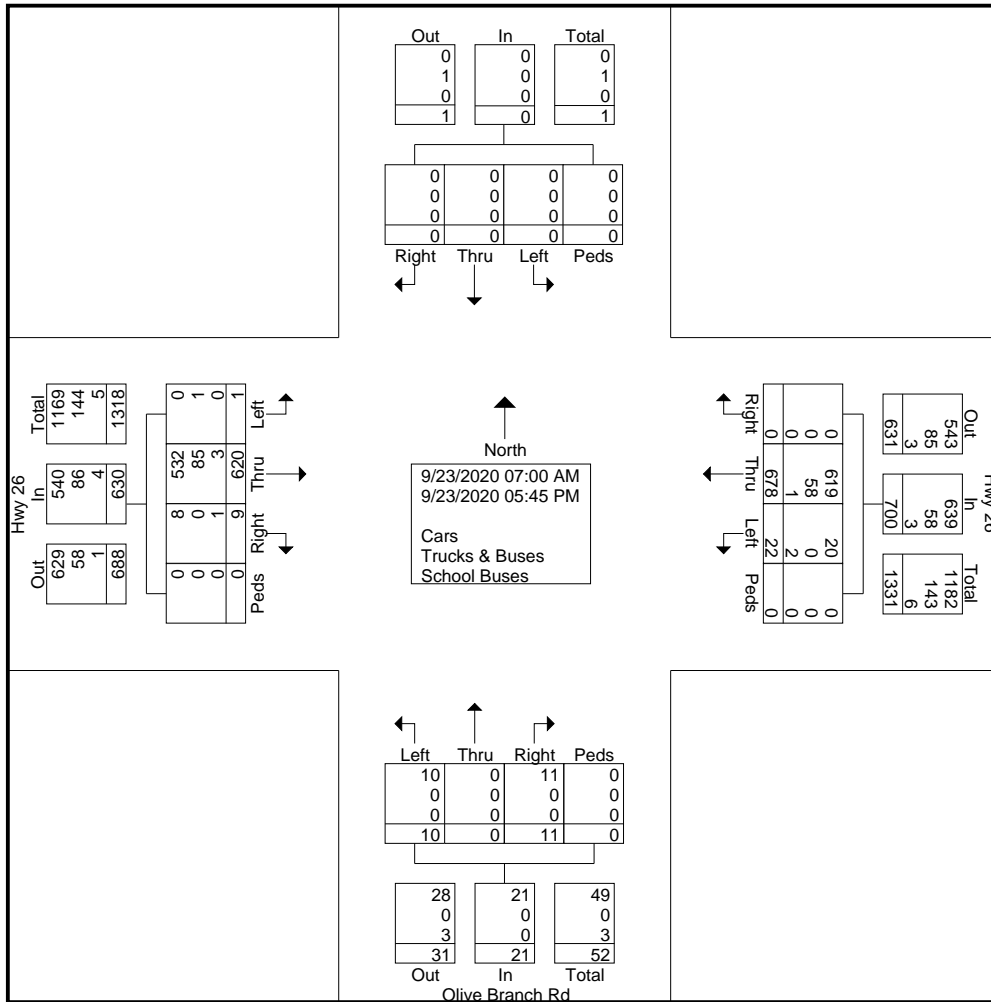 Out In Total
0 0 0
1 0 1
0 0 0
1 0 1
0 0 0 0
0 0 0 0
0 0 0 0
0 0 0 0
Right Thru Left Peds
Hwy 26
Total
1169
144
5
1318
In
540
86
4
630
Out
629
58
1
688
0 1 0 1
Left
532 85 3 620
Thru
8 0 1 9
Right
0 0 0 0
Peds
North
9/23/2020 07:00 AM
9/23/2020 05:45 PM
Cars
Trucks & Buses
School Buses
Right
0 0 0 0
Thru
619 58 1 678
Left
20 0 2 22
Peds
0 0 0 0
Out
543
85
3
631
Hwy 26
In
639
58
3
700
Total
1182
143
6
1331
Left Thru Right Peds
10 0 11 0
0 0 0 0
0 0 0 0
10 0 11 0
28 21 49
0 0 0
3 0 3
31 21 52
Out In Total
Olive Branch Rd